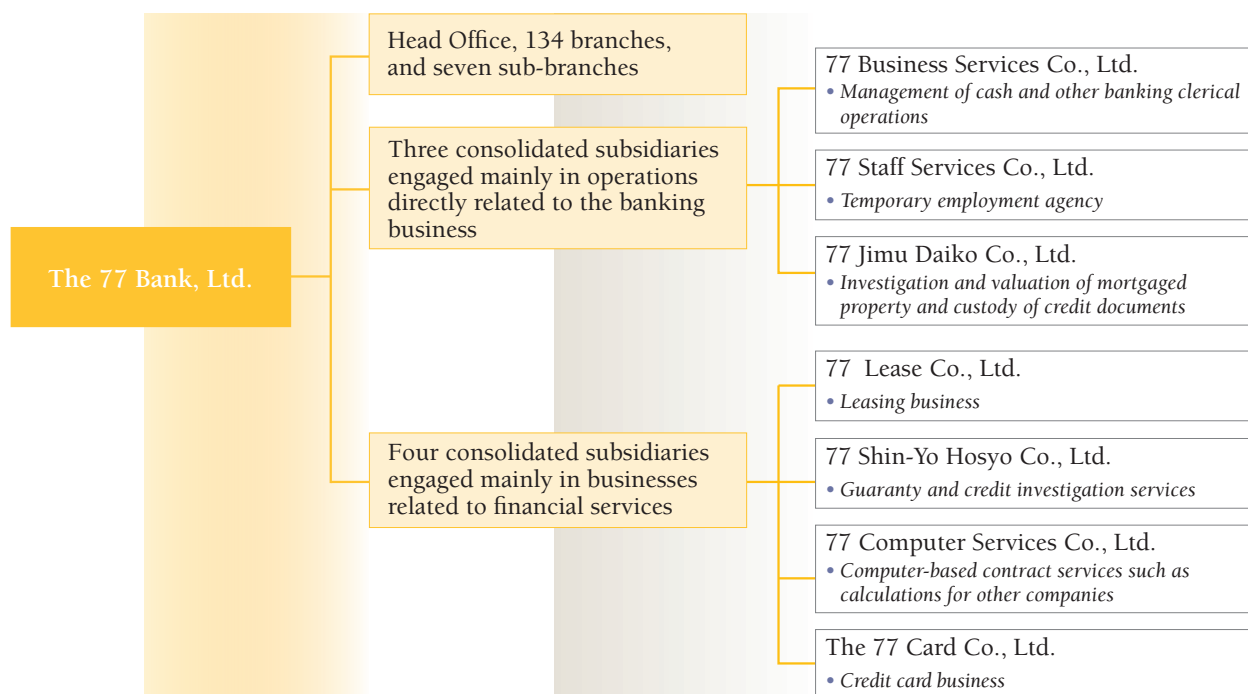 The 77 Bank, Ltd.
Head Office, 134 branches,
and seven sub-branches
Three consolidated subsidiaries
engaged mainly in operations
directly related to the banking
business
77 Business Services Co., Ltd.
• Management of cash and other banking clerical
operations
77 Staff Services Co., Ltd.
• Temporary employment agency
77 Jimu Daiko Co., Ltd.
• Investigation and valuation of mortgaged
property and custody of credit documents
Four consolidated subsidiaries
engaged mainly in businesses
related to financial services
77 Lease Co., Ltd.
• Leasing business
77 Shin-Yo Hosyo Co., Ltd.
• Guaranty and credit investigation services
77 Computer Services Co., Ltd.
• Computer-based contract services such as
calculations for other companies
The 77 Card Co., Ltd.
• Credit card business